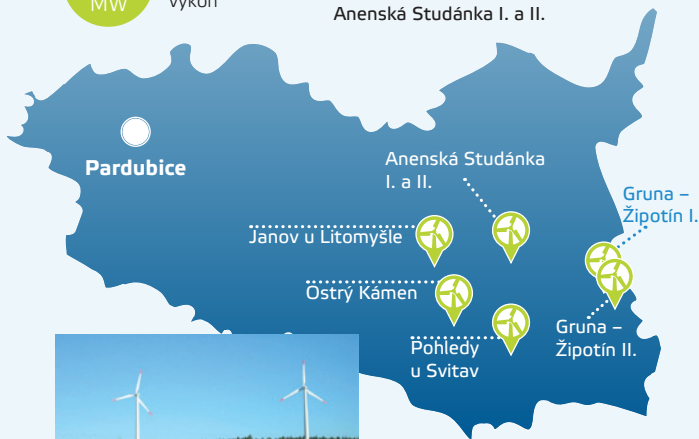 MW
výkon
Anenská Studánka I. a II.
Pardubice
Anenská Studánka
I. a II.
Gruna –
Žipotín I.
Janov u Litomyšle
Ostrý Kámen
Gruna –
Žipotín II.
Pohledy
u Svitav